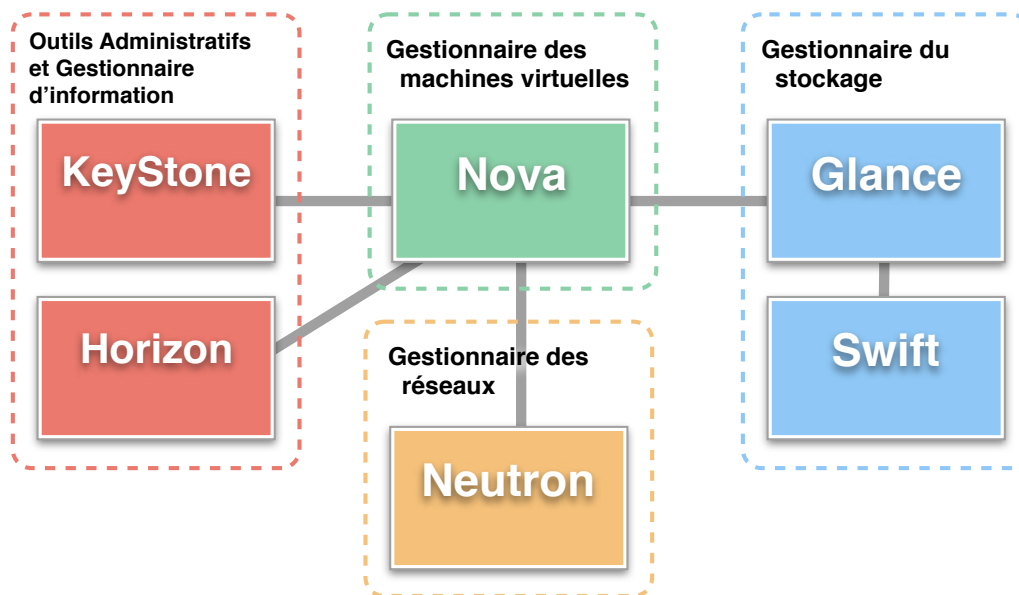 Outils Administratifs
et Gestionnaire
d’information
KeyStone
Horizon
Gestionnaire des
machines virtuelles
Nova
Gestionnaire des
réseaux
Neutron
Gestionnaire du
stockage
Glance
Swift